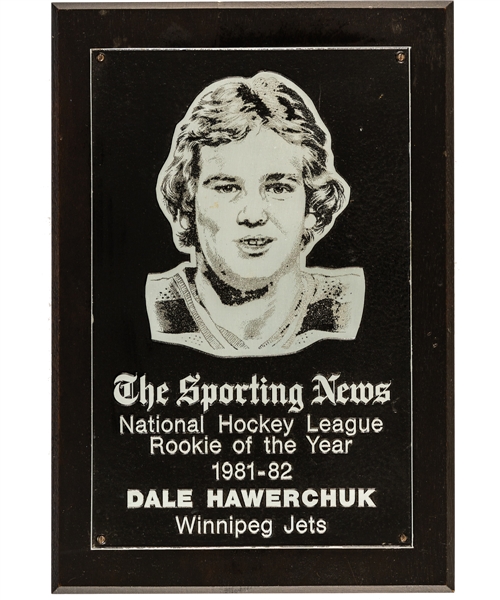 The Sporting News
National Hockey League
Rookie of the Year
1981-82
DALE HAWERCHUK
Winnipeg Jets